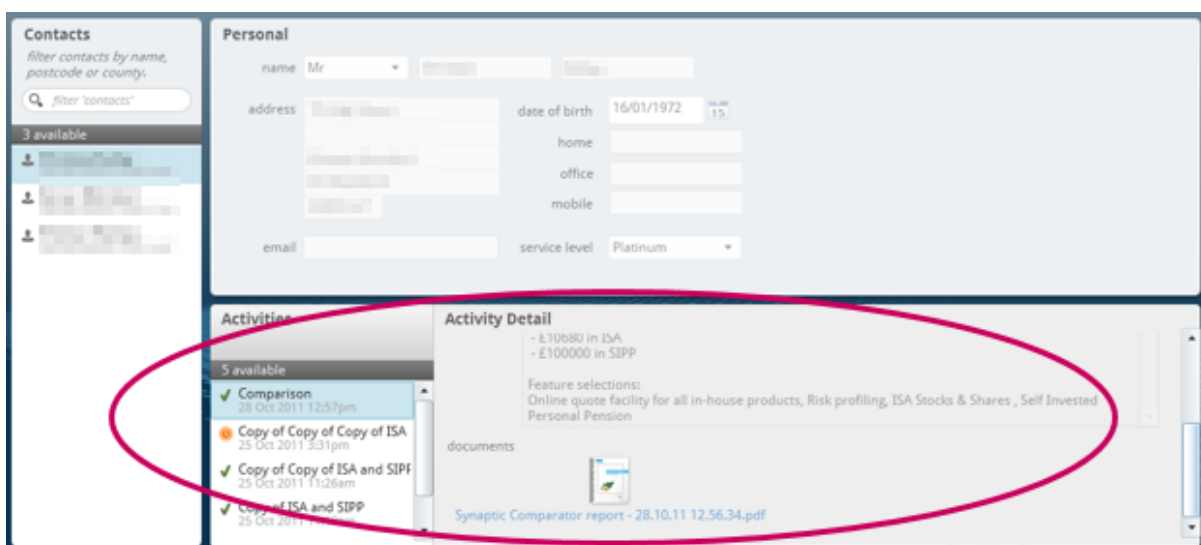 Contacts
filter contacts by name,
postcode or county.
filter 'contacts'
3 available
Personal
name Mr
address
date of birth 16/01/1972 15
home
office
mobile
email
service level Platinum
Activities
5 available
Comparison
28 Oct 2011 12:57pm
Copy of Copy of Copy of ISA
25 Oct 2011 3:31pm
Copy of Copy of ISA and SIPP
25 Oct 2011 11:26am
Copy of ISA and SIPP
25 Oct 2011
Activity Detail
- £10680 in ISA
- £100000 in SIPP
Feature selections:
Online quote facility for all in-house products, Risk profiling, ISA Stocks & Shares , Self Invested
Personal Pension
documents
Synaptic Comparator report - 28.10.11 12.56.34.pdf